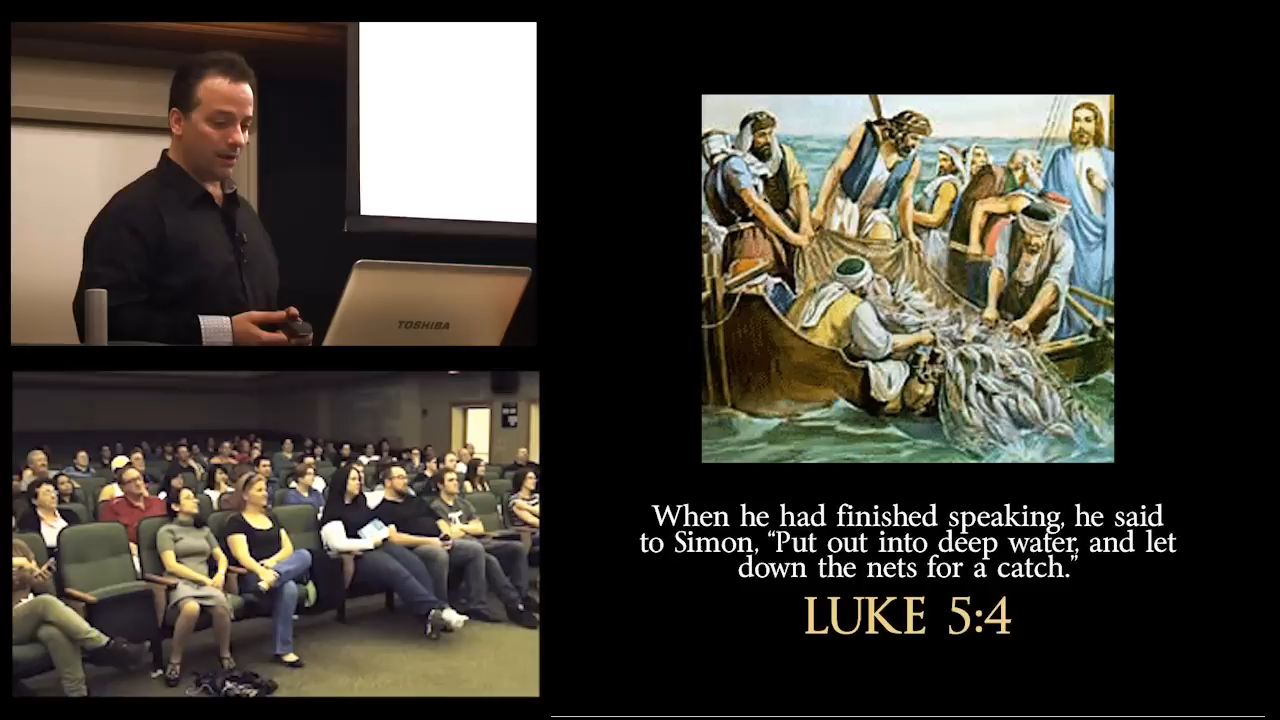 TOSHIBA
When he had finished speaking, he said
to Simon, “Put out into deep water, and let
down the nets for a catch.”
LUKE 5:4